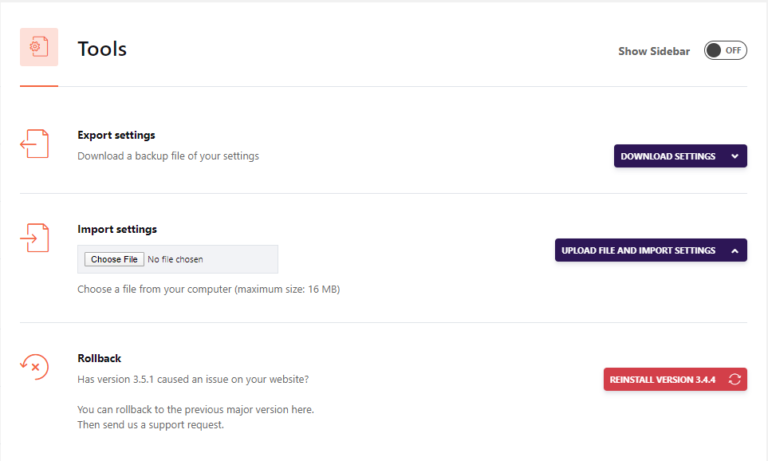 Tools
Show Sidebar
OFF
Export settings
Download a backup file of your settings
DOWNLOAD SETTINGS
Import settings
Choose File No file chosen
UPLOAD FILE AND IMPORT SETTINGS
Choose a file from your computer (maximum size: 16 MB)
Rollback
Has version 3.5.1 caused an issue on your website?
REINSTALL VERSION 3.4.4
You can rollback to the previous major version here.
Then send us a support request.